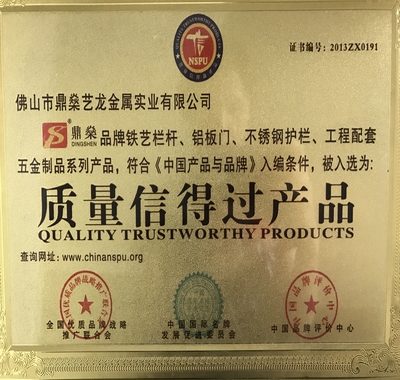 NSPU
证书编号：2013ZX0191
佛山市鼎燊艺龙金属实业有限公司
鼎燊 品牌铁艺栏杆、铝板门、不锈钢护栏、工程配套
DINGSHEN
五金制品系列产品，符合《中国产品与品牌》入编条件，被入选为：
质量信得过产品
QUALITY TRUSTWORTHY PRODUCTS
查询网址：www.chinanspu.org
全国优质品牌战略
推广联合会
中国国际名牌
发展促进委员会
中国品牌评价中心